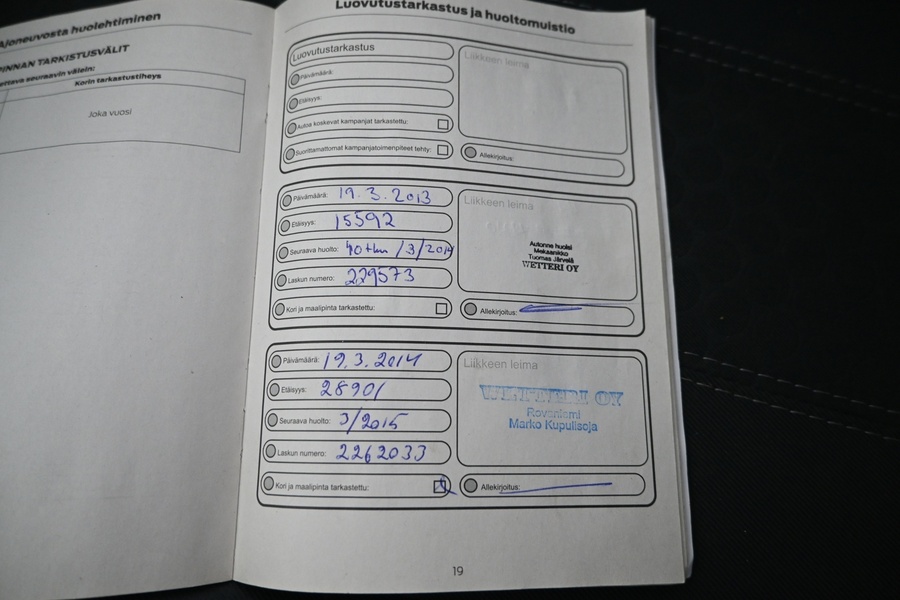 Ajoneuvosta huolehtiminen
PINNAN TARKISTUSVÄLIT
seuraavin välein:
Korin tarkastustiheys
Joka vuosi
Luovutustarkastus ja huoltomuistio
Luovutustarkastus
Päivämäärä:
Etäisyys:
Autoa koskevat kampanjat tarkastettu:
Suorittamattomat kampanjatoimenpiteet tehty:
Liikkeen leima
Allekirjoitus:
Päivämäärä: 19.3.2013
Etäisyys: 15592
Seuraava huolto: 40tkm /3/2014
Laskun numero: 229573
Kori ja maalipinta tarkastettu:
Liikkeen leima
Autonne huolsi
Mekaanikko
Tuomas Järvelä
WETTERI OY
Allekirjoitus:
Päivämäärä: 19.3.2014
Etäisyys: 28901
Seuraava huolto: 3/2015
Laskun numero: 2262033
Kori ja maalipinta tarkastettu:
Liikkeen leima
WETTERI OY
Rovaniemi
Marko Kupulisoja
Allekirjoitus:
19